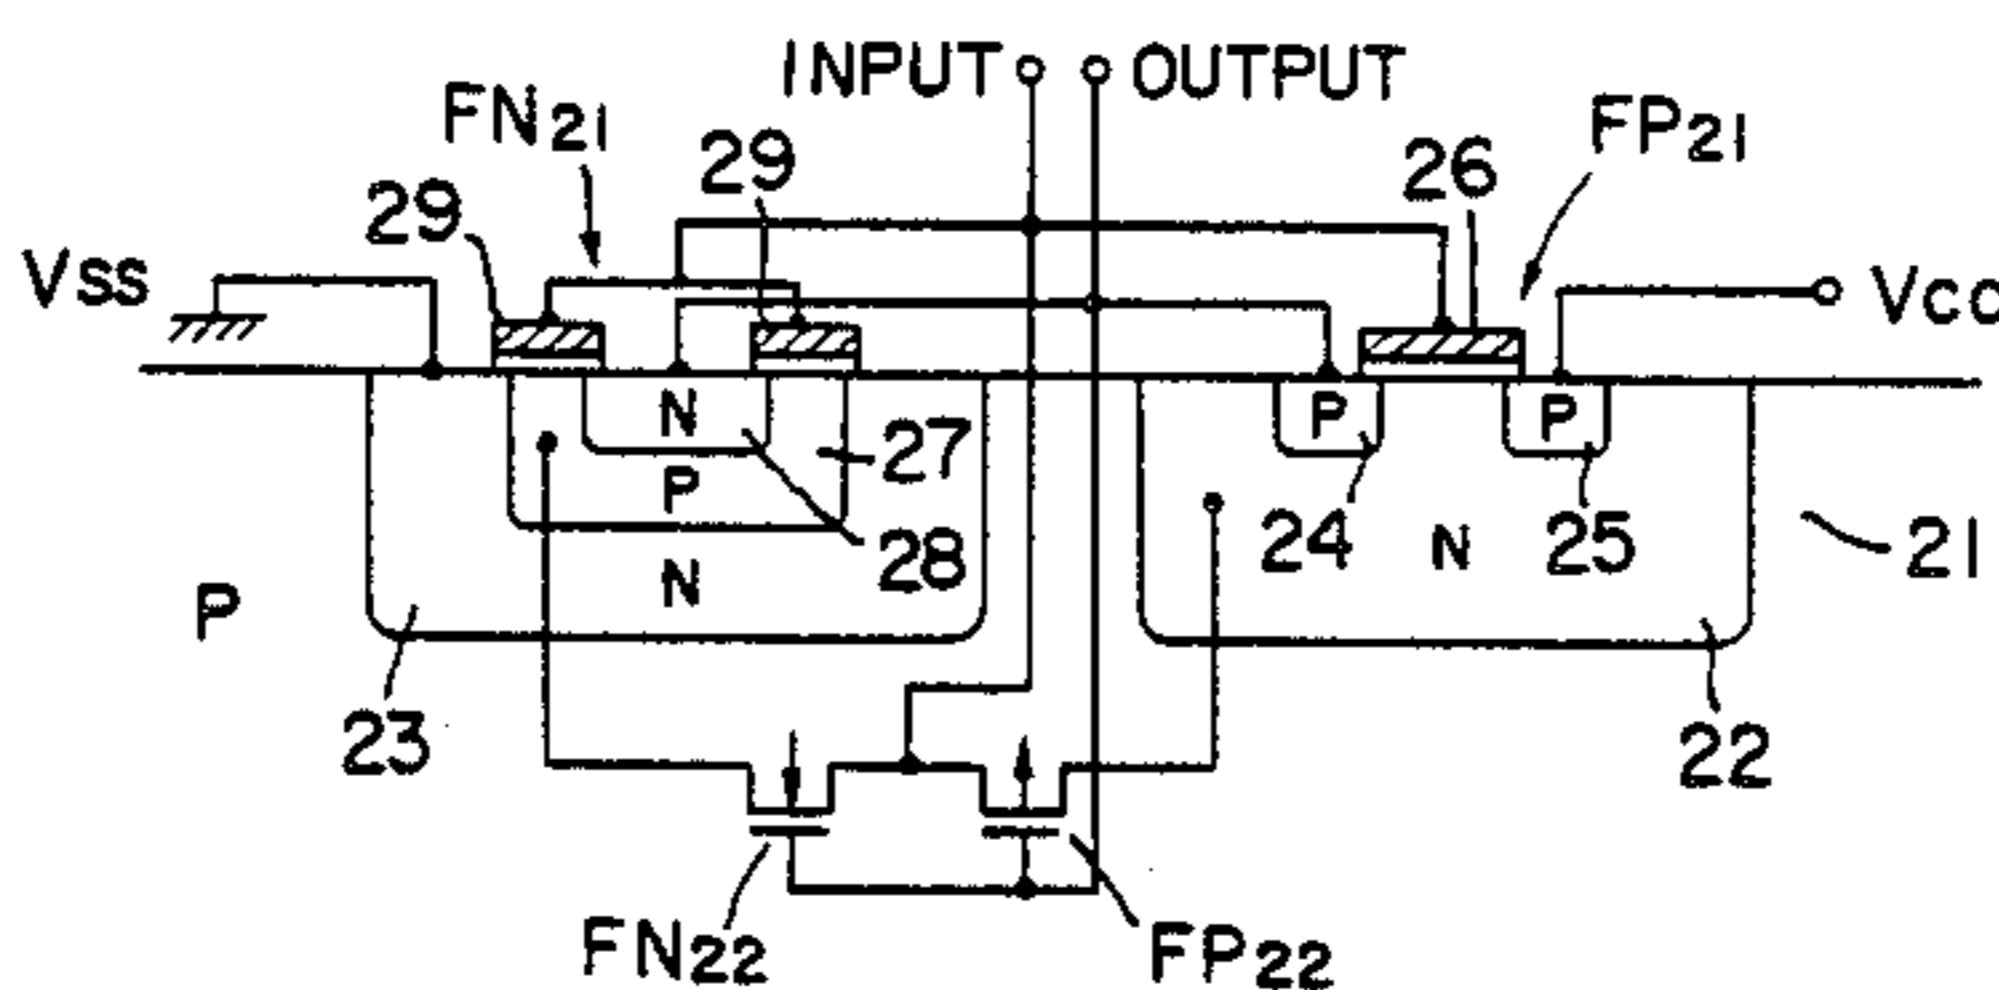 INPUT OUTPUT
FN21 FP21
29 29 26
VSS VCC
N P P
27
P
28 24 N 25 21
N
P
23 22
FN22 FP22